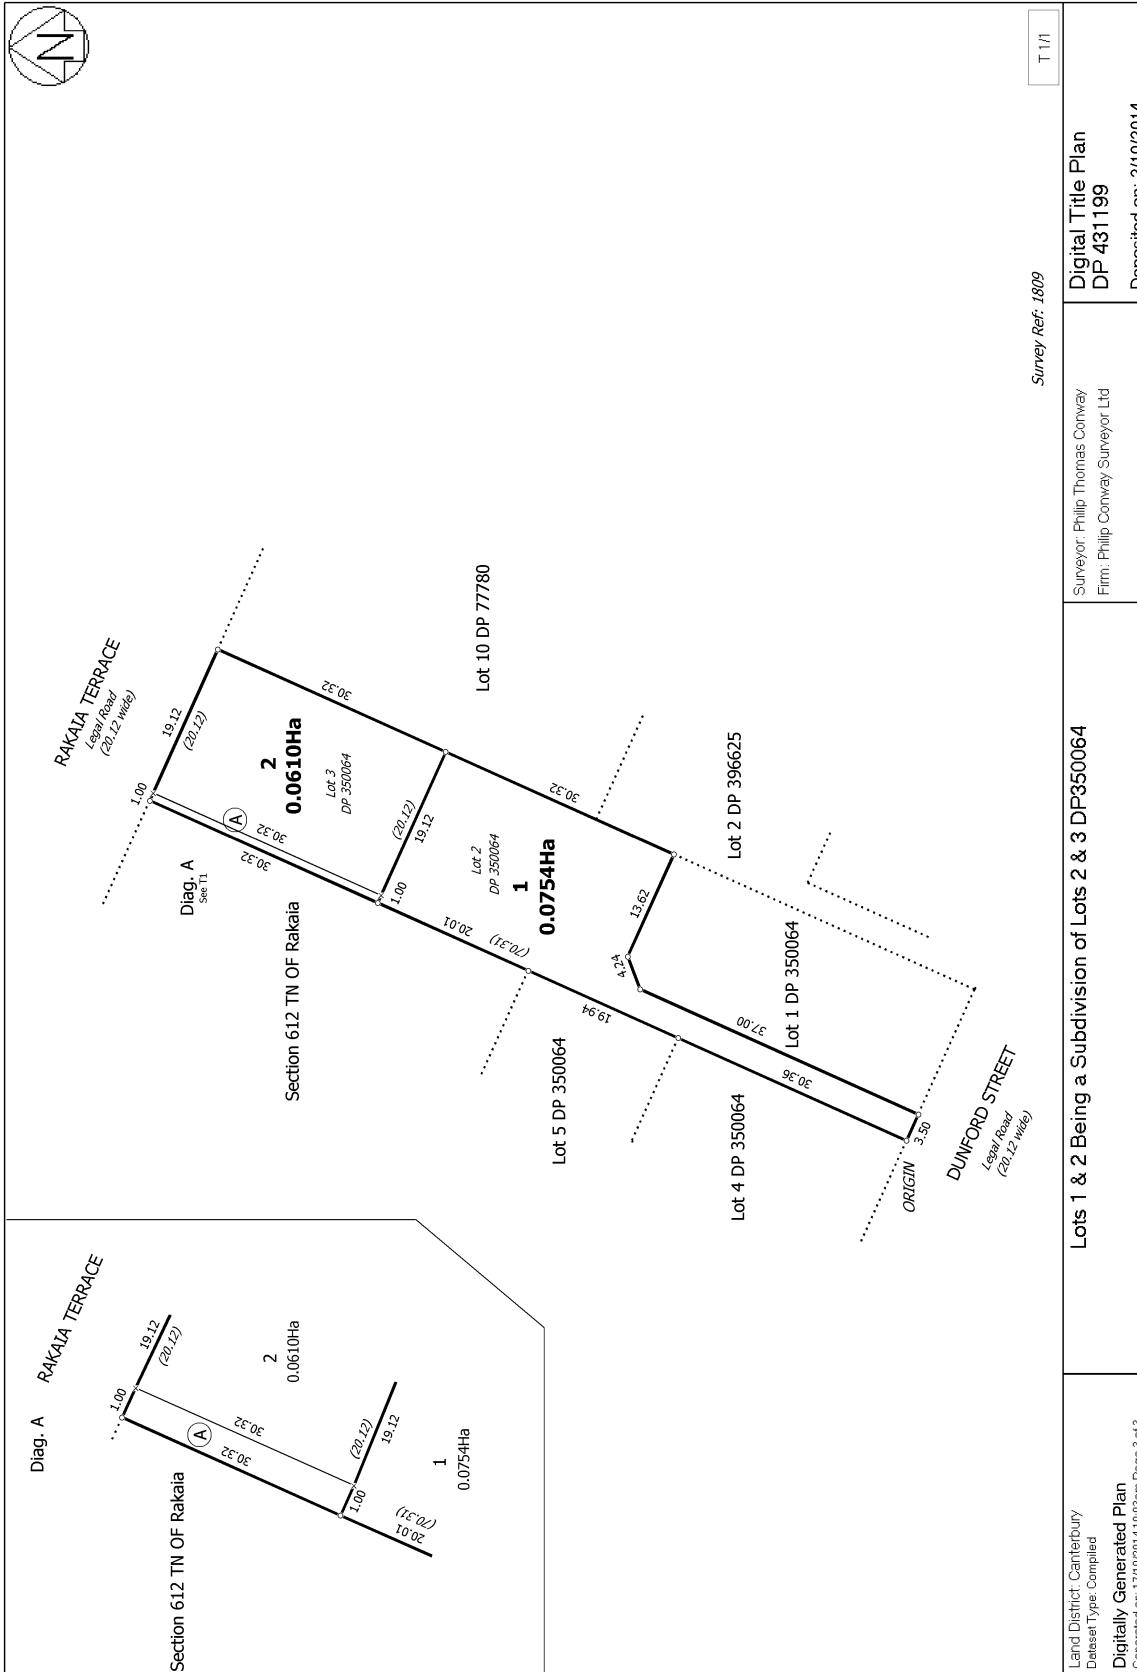 N
T 1/1
RAKAIA TERRACE
Legal Road
(20.12 wide)
1.00
19.12
(20.12)
2
0.0610Ha
Lot 3
DP 350064
A
30.32
30.32
30.32
Diag. A
See T1
Section 612 TN OF Rakaia
Lot 10 DP 77780
(20.12)
19.12
1.00
Lot 2
DP 350064
1
0.0754Ha
20.01
(70.31)
30.32
Lot 2 DP 396625
13.62
4.24
19.94
37.00
Lot 1 DP 350064
Lot 5 DP 350064
30.36
Lot 4 DP 350064
3.50
ORIGIN
DUNFORD STREET
Legal Road
(20.12 wide)
Survey Ref: 1809
Diag. A
RAKAIA TERRACE
1.00
19.12
(20.12)
2
0.0610Ha
A
30.32
30.32
Section 612 TN OF Rakaia
(20.12)
19.12
1.00
1
0.0754Ha
20.01
(70.31)
Land District: Canterbury
Dataset Type: Compiled
Digitally Generated Plan
Lots 1 & 2 Being a Subdivision of Lots 2 & 3 DP350064
Surveyor: Philip Thomas Conway
Firm: Philip Conway Surveyor Ltd
Digital Title Plan
DP 431199
Deposited on: 3/10/2014